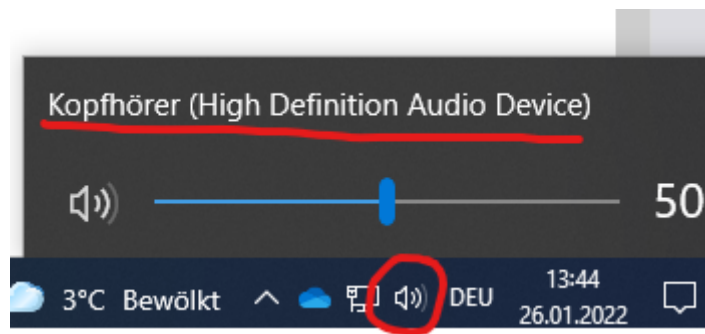 Kopfhörer (High Definition Audio Device)
50
3°C Bewölkt
DEU
13:44
26.01.2022